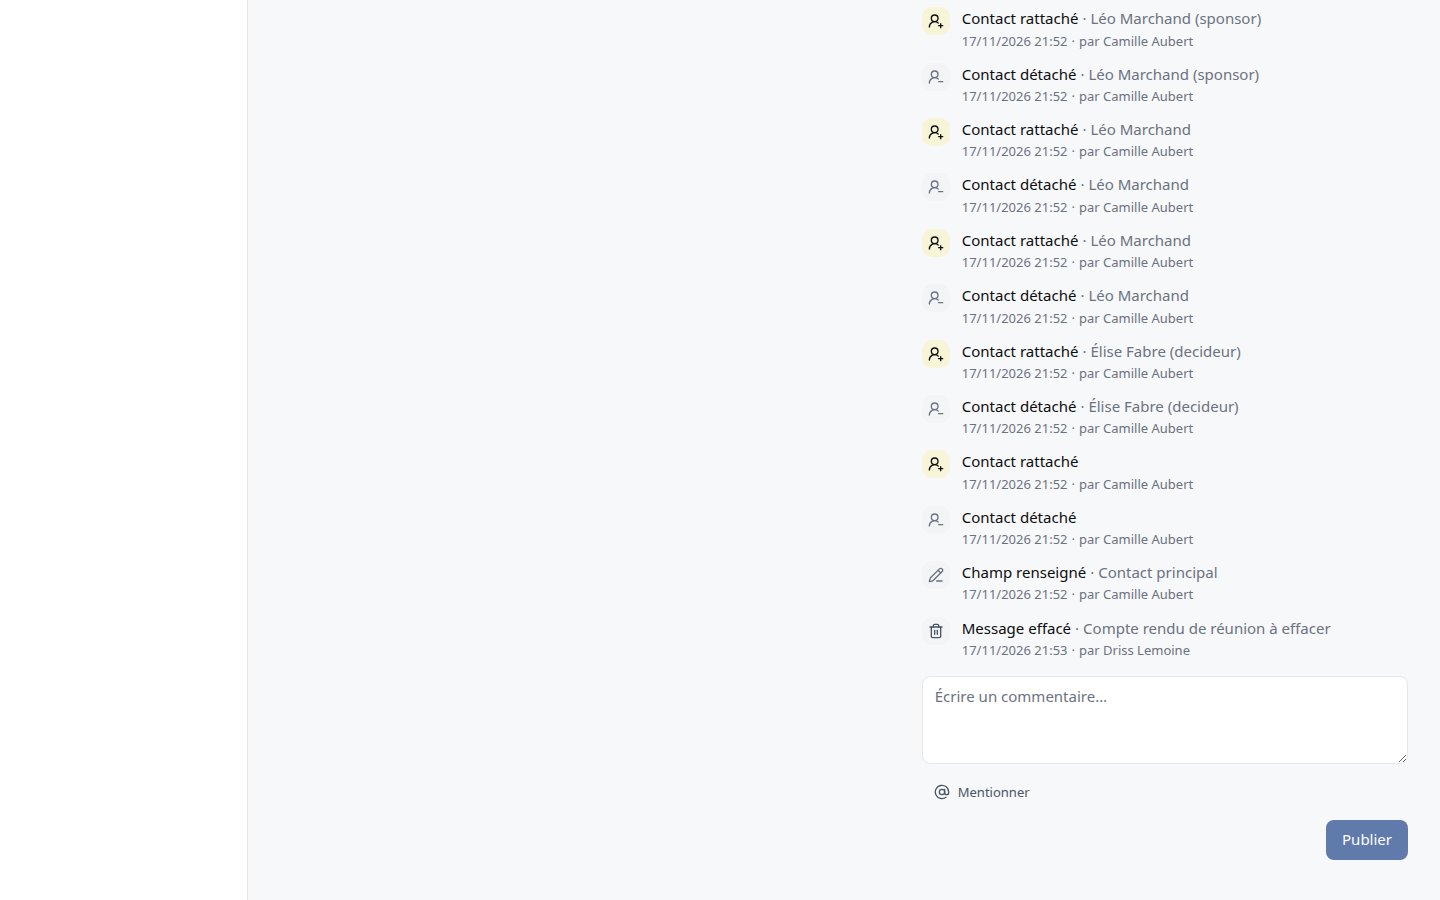 Contact rattaché · Léo Marchand (sponsor)
17/11/2026 21:52 · par Camille Aubert
Contact détaché · Léo Marchand (sponsor)
17/11/2026 21:52 · par Camille Aubert
Contact rattaché · Léo Marchand
17/11/2026 21:52 · par Camille Aubert
Contact détaché · Léo Marchand
17/11/2026 21:52 · par Camille Aubert
Contact rattaché · Léo Marchand
17/11/2026 21:52 · par Camille Aubert
Contact détaché · Léo Marchand
17/11/2026 21:52 · par Camille Aubert
Contact rattaché · Élise Fabre (decideur)
17/11/2026 21:52 · par Camille Aubert
Contact détaché · Élise Fabre (decideur)
17/11/2026 21:52 · par Camille Aubert
Contact rattaché
17/11/2026 21:52 · par Camille Aubert
Contact détaché
17/11/2026 21:52 · par Camille Aubert
Champ renseigné · Contact principal
17/11/2026 21:52 · par Camille Aubert
Message effacé · Compte rendu de réunion à effacer
17/11/2026 21:53 · par Driss Lemoine
Écrire un commentaire...
Mentionner
Publier